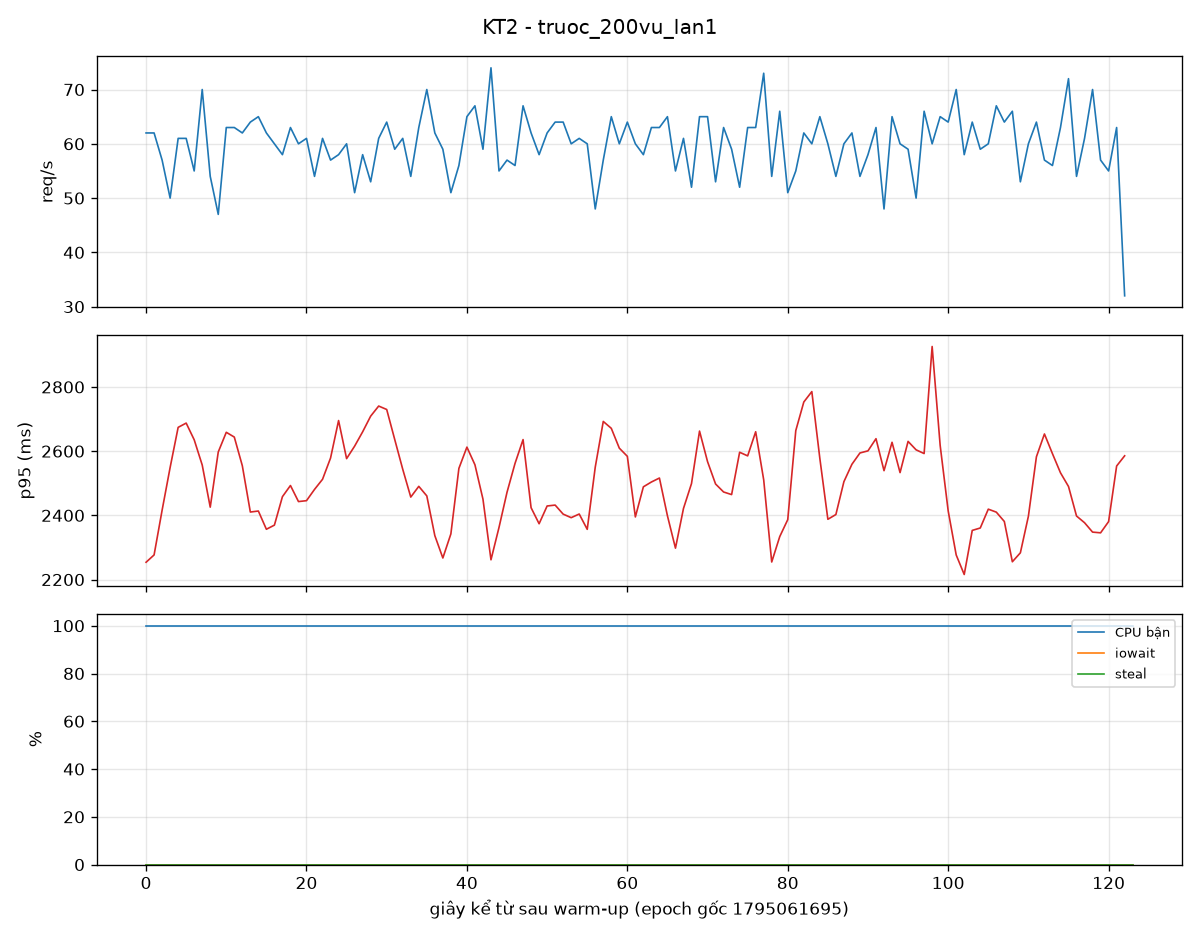 KT2 - truoc_200vu_lan1
70
60
50
40
30
req/s
2800
2600
2400
2200
p95 (ms)
100
80
60
40
20
0
%
CPU bận
iowait
steal
0 20 40 60 80 100 120
giây kể từ sau warm-up (epoch gốc 1795061695)